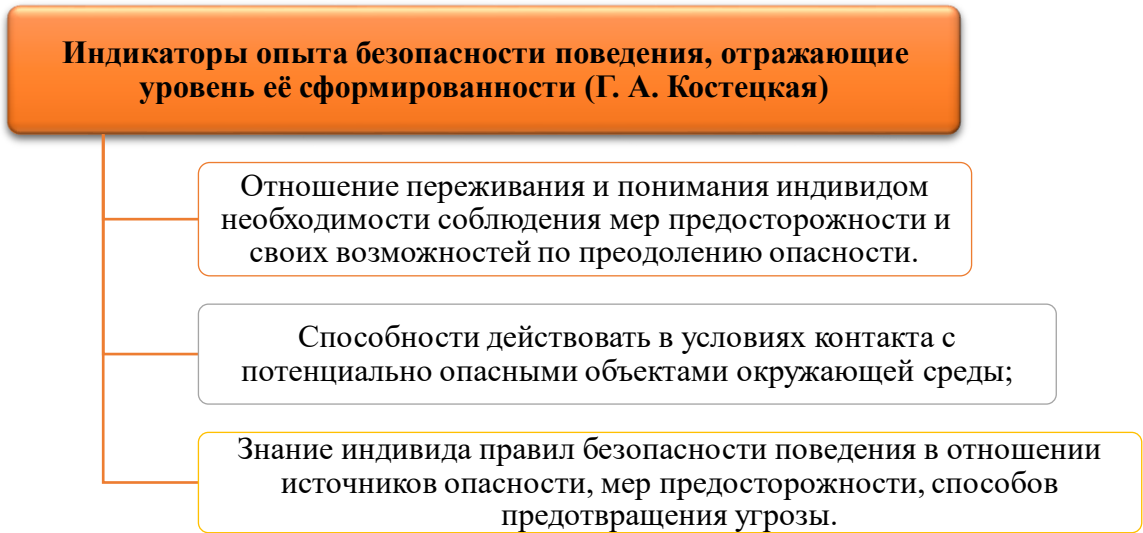 Индикаторы опыта безопасности поведения, отражающие
уровень её сформированности (Г. А. Костецкая)
Отношение переживания и понимания индивидом
необходимости соблюдения мер предосторожности и
своих возможностей по преодолению опасности.
Способности действовать в условиях контакта с
потенциально опасными объектами окружающей среды;
Знание индивида правил безопасности поведения в отношении
источников опасности, мер предосторожности, способов
предотвращения угрозы.